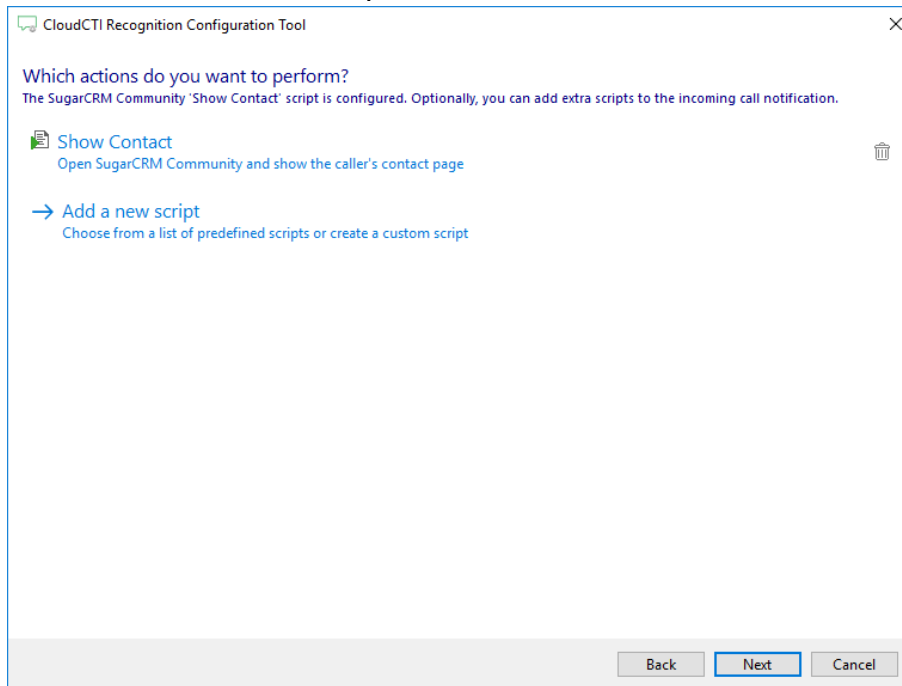 CloudCTI Recognition Configuration Tool
Which actions do you want to perform?
The SugarCRM Community 'Show Contact' script is configured. Optionally, you can add extra scripts to the incoming call notification.
Show Contact
Open SugarCRM Community and show the caller's contact page
Add a new script
Choose from a list of predefined scripts or create a custom script
Back Next Cancel